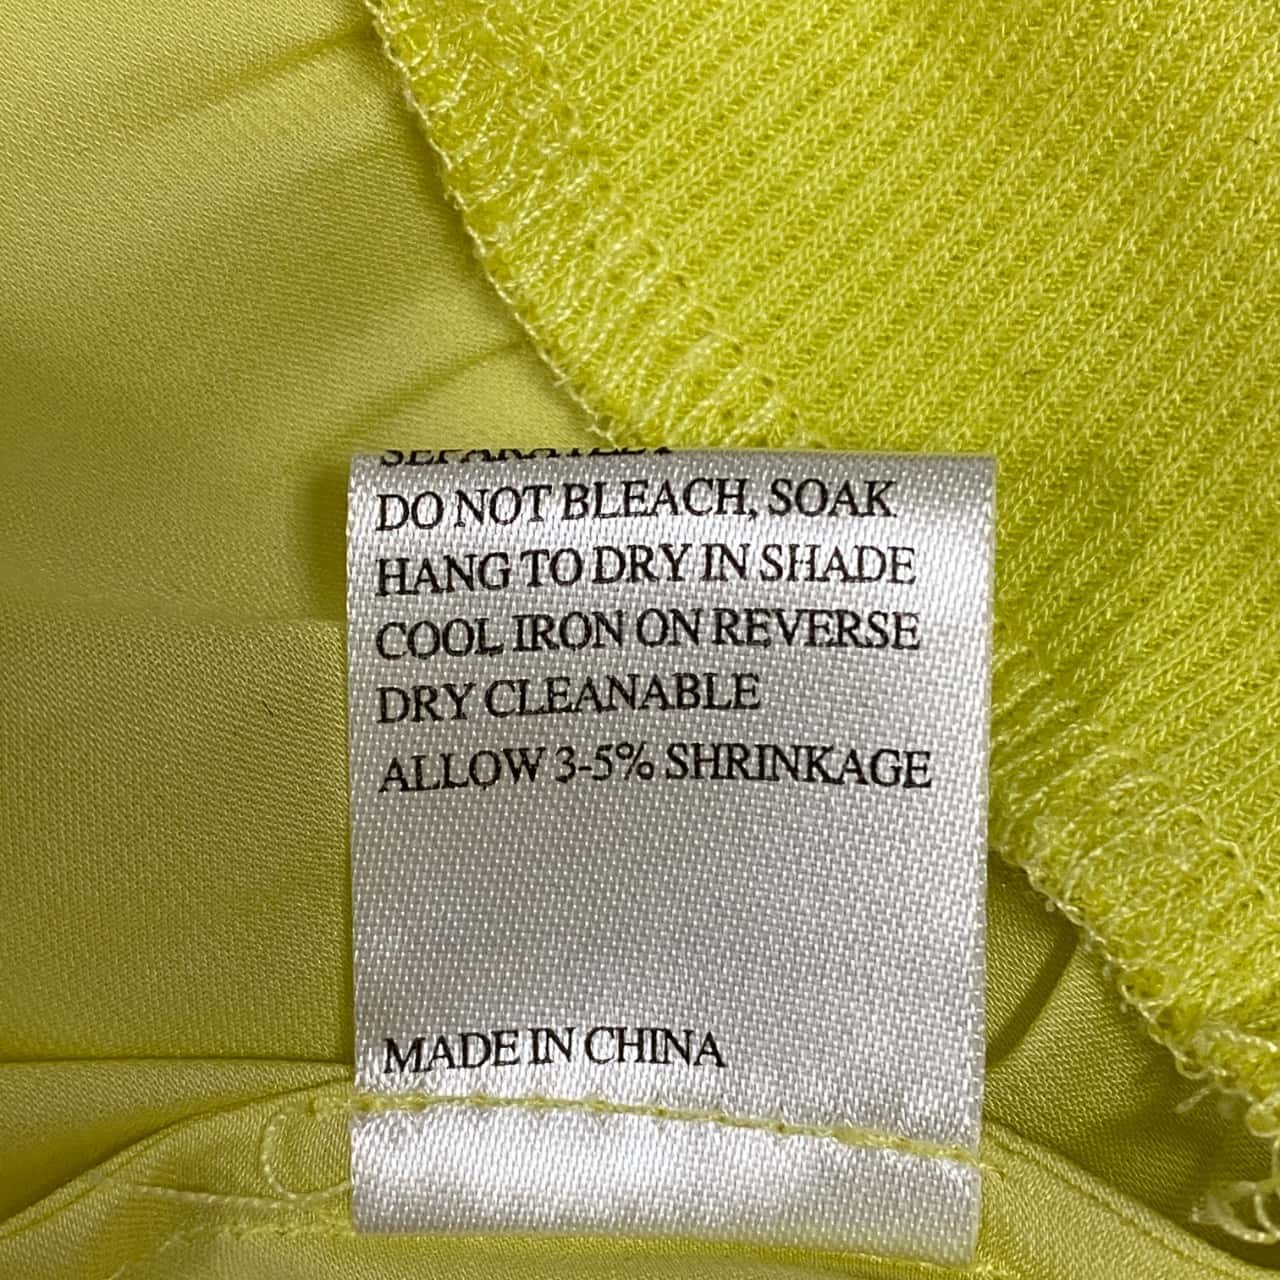 SEPARATELY
DO NOT BLEACH, SOAK
HANG TO DRY IN SHADE
COOL IRON ON REVERSE
DRY CLEANABLE
ALLOW 3-5% SHRINKAGE
MADE IN CHINA